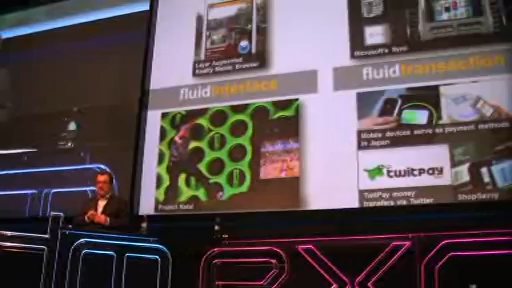 Layar Augmented
Reality Mobile Browser
Microsoft's Sync
fluidinterface
fluidtransaction
Mobile devices serve as payment methods
in Japan
twitpay
Project Natal
TwitPay money
transfers via Twitter
ShopSavvy